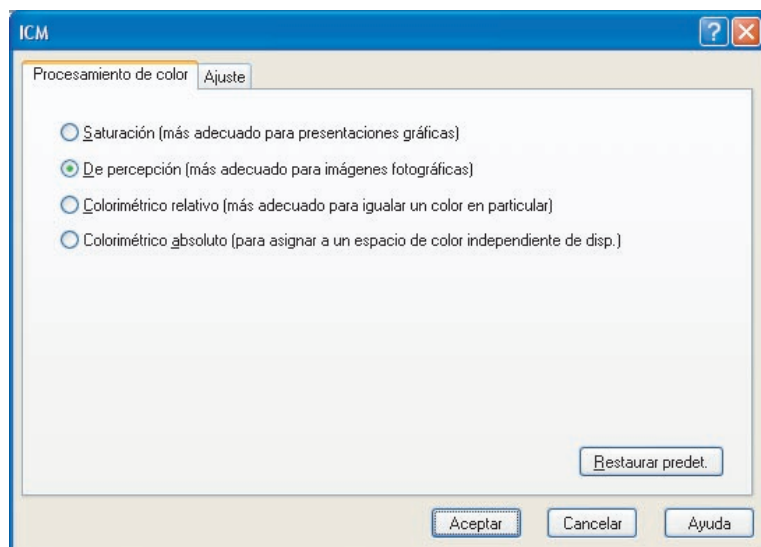 ICM
Procesamiento de color
Ajuste
Saturación (más adecuado para presentaciones gráficas)
De percepción (más adecuado para imágenes fotográficas)
Colorimétrico relativo (más adecuado para igualar un color en particular)
Colorimétrico absoluto (para asignar a un espacio de color independiente de disp.)
Restaurar predet.
Aceptar
Cancelar
Ayuda